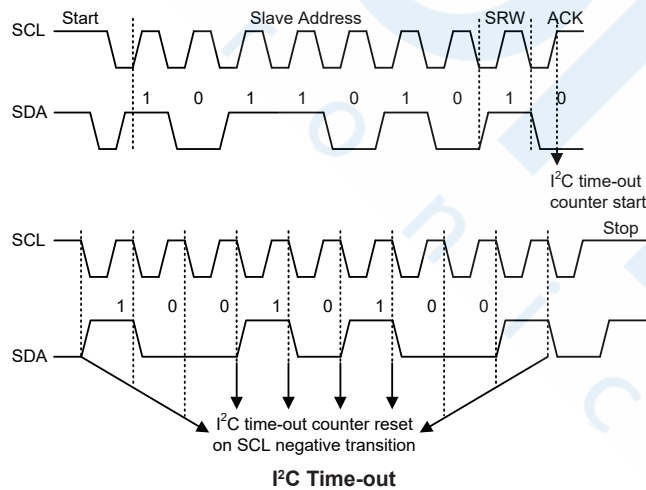 Start Slave Address SRW ACK
SCL
1 0 1 1 0 1 0 1 0
SDA
I²C time-out
counter start
Stop
SCL
1 0 0 1 0 1 0 0
SDA
I²C time-out counter reset
on SCL negative transition
I²C Time-out